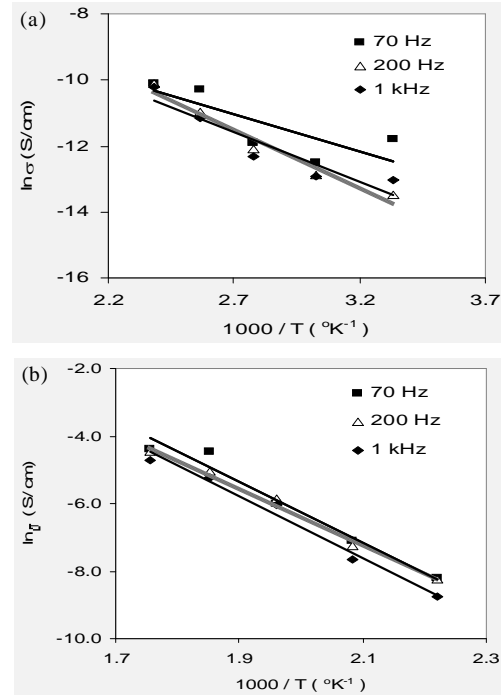 (a)
-8
-10
-12
-14
-16
lnσ (S/cm)
70 Hz
200 Hz
1 kHz
2.2 2.7 3.2 3.7
1000 / T ( °K⁻¹)
(b)
-2.0
-4.0
-6.0
-8.0
-10.0
ln (S/cm)
70 Hz
200 Hz
1 kHz
1.7 1.9 2.1 2.3
1000 / T ( °K⁻¹)